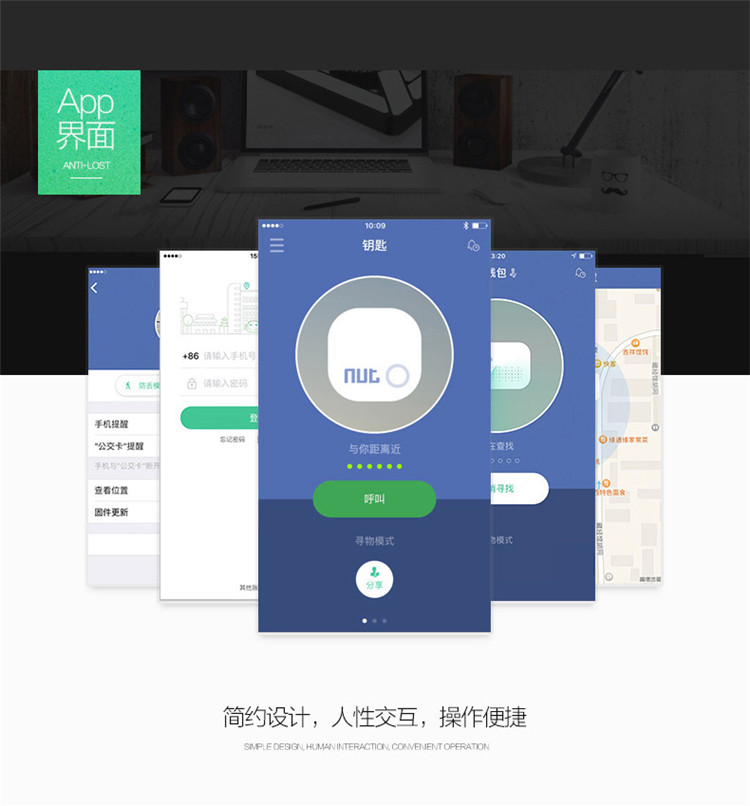 App
界面
ANTI-LOST
10:09
钥匙
nut
与你距离近
呼叫
寻物模式
分享
15
+86 请输入手机号
请输入密码
登
忘记密码
其他账
防丢模
手机提醒
"公交卡"提醒
手机与"公交卡"断开
查看位置
固件更新
3:20
钱包
在查找
消寻找
物模式
吉祥馄饨
快客
缘通缘家常菜
西特色面食
简约设计，人性交互，操作便捷
SIMPLE DESIGN, HUMAN INTERACTION, CONVENIENT OPERATION